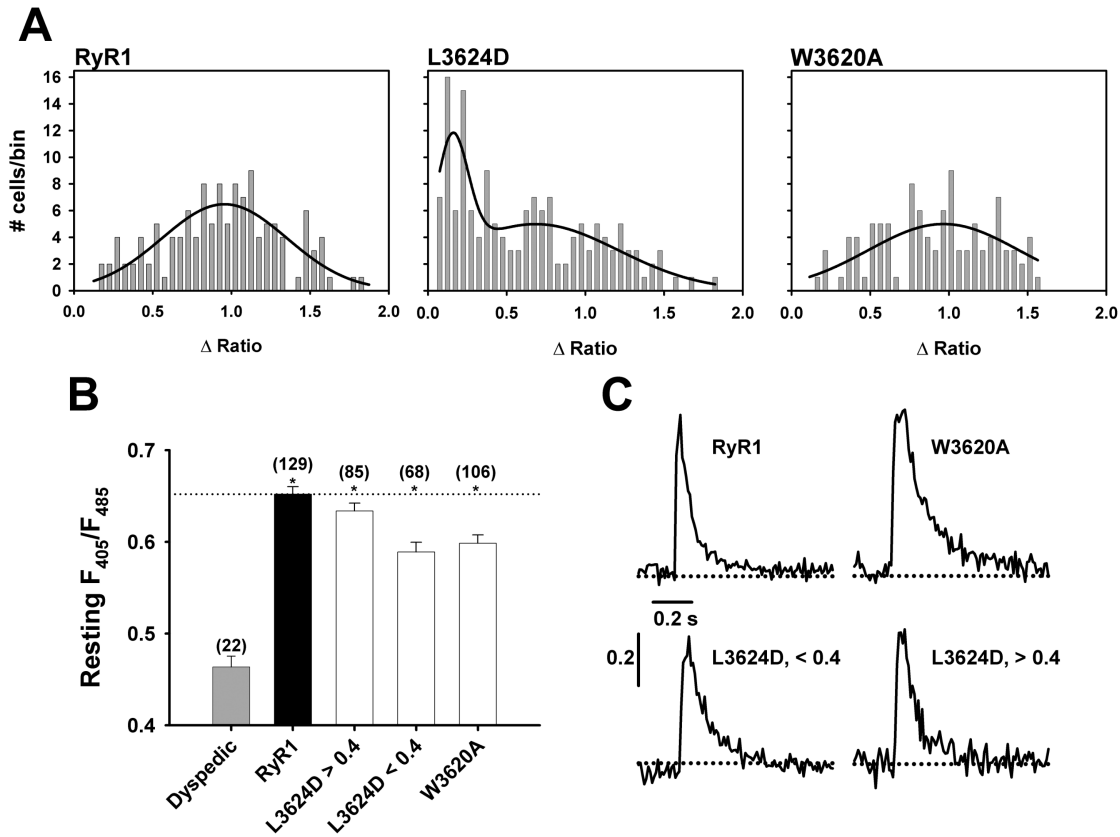 A
RyR1
L3624D
W3620A
# cells/bin
16
14
12
10
8
6
4
2
0
0.0 0.5 1.0 1.5 2.0
0.0 0.5 1.0 1.5 2.0
0.0 0.5 1.0 1.5 2.0
Δ Ratio
Δ Ratio
Δ Ratio
B
Resting F405/F485
0.7
0.6
0.5
0.4
(22)
(129)
*
(85)
*
(68)
*
(106)
*
Dyspedic
RyR1
L3624D > 0.4
L3624D < 0.4
W3620A
C
RyR1
W3620A
0.2 s
0.2
L3624D, < 0.4
L3624D, > 0.4